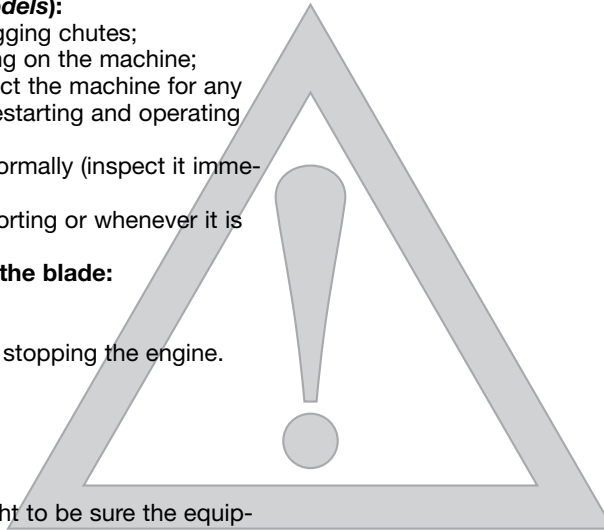 dels):
gging chutes;
ng on the machine;
ct the machine for any
estarting and operating
ormally (inspect it imme-
orting or whenever it is
the blade:
stopping the engine.
ht to be sure the equip-